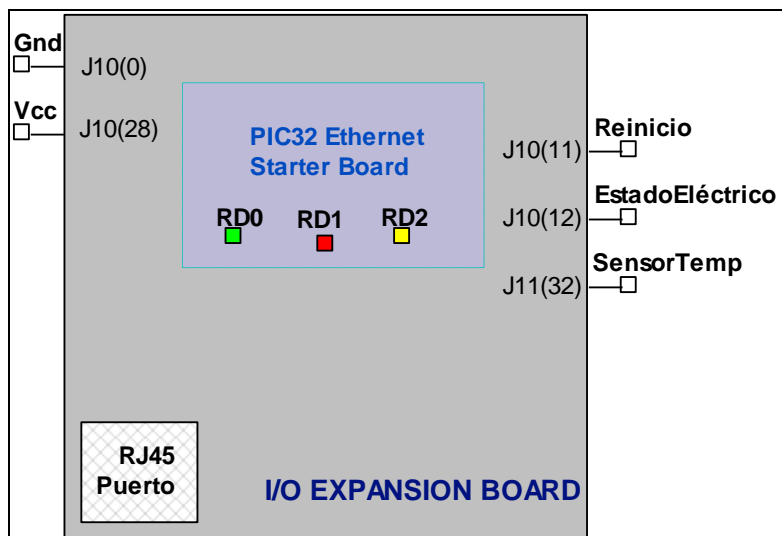 Gnd
J10(0)
Vcc
J10(28)
PIC32 Ethernet
Starter Board
RD0 RD1 RD2
Reinicio
J10(11)
EstadoEléctrico
J10(12)
SensorTemp
J11(32)
RJ45
Puerto
I/O EXPANSION BOARD